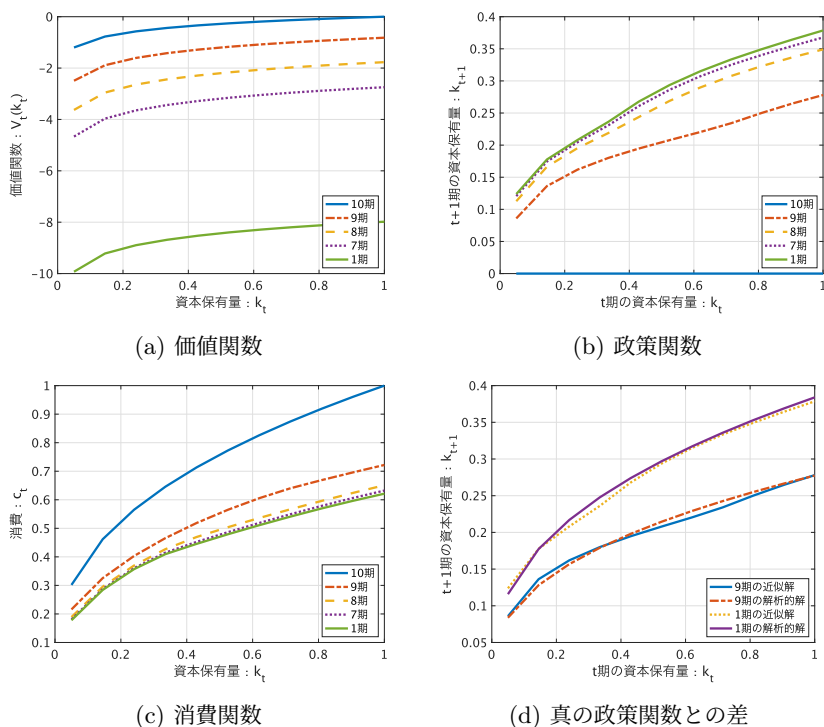 0
−2
−4
−6
−8
−10
価値関数：V_t(k_t)
0 0.2 0.4 0.6 0.8 1
資本保有量：k_t
10期
9期
8期
7期
1期
(a) 価値関数
0.4
0.35
0.3
0.25
0.2
0.15
0.1
0.05
0
t+1期の資本保有量：k_{t+1}
0 0.2 0.4 0.6 0.8 1
t期の資本保有量：k_t
10期
9期
8期
7期
1期
(b) 政策関数
1
0.9
0.8
0.7
0.6
0.5
0.4
0.3
0.2
0.1
消費：c_t
0 0.2 0.4 0.6 0.8 1
資本保有量：k_t
10期
9期
8期
7期
1期
(c) 消費関数
0.4
0.35
0.3
0.25
0.2
0.15
0.1
0.05
t+1期の資本保有量：k_{t+1}
0 0.2 0.4 0.6 0.8 1
t期の資本保有量：k_t
9期の近似解
9期の解析的解
1期の近似解
1期の解析的解
(d) 真の政策関数との差